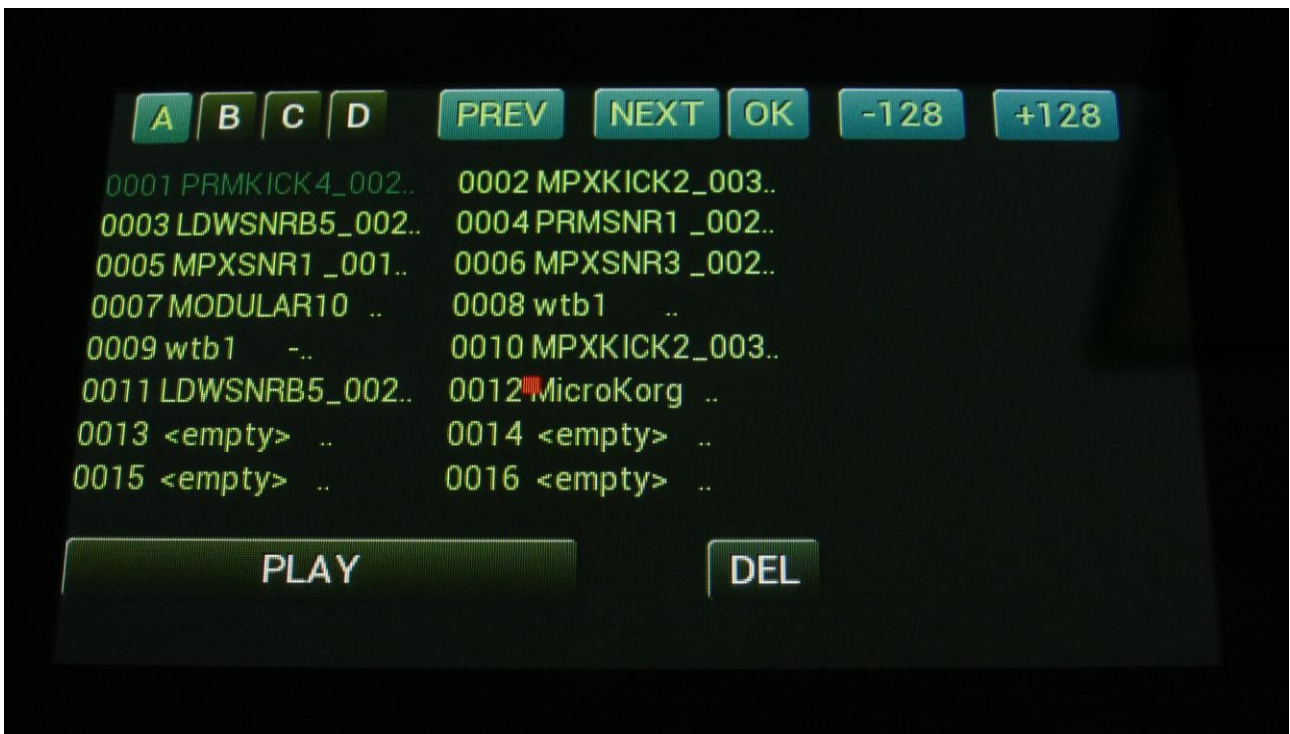 A B C D PREV NEXT OK -128 +128
0001 PRMKICK4_002.. 0002 MPXKICK2_003..
0003 LDWSNRB5_002.. 0004 PRMSNR1 _002..
0005 MPXSNR1 _001.. 0006 MPXSNR3 _002..
0007 MODULAR10 .. 0008 wtb1 ..
0009 wtb1 -.. 0010 MPXKICK2_003..
0011 LDWSNRB5_002.. 0012 MicroKorg ..
0013 <empty> .. 0014 <empty> ..
0015 <empty> .. 0016 <empty> ..
PLAY DEL